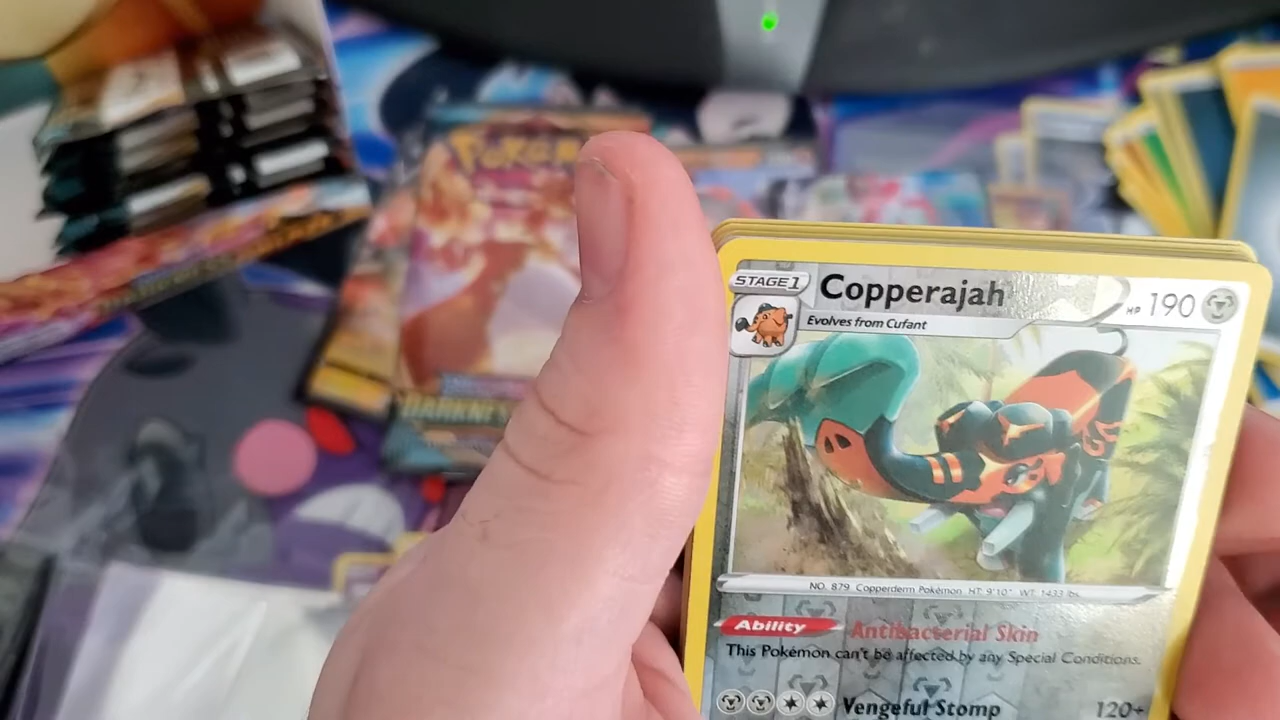 POKÉM
DARKNE
STAGE 1
Copperajah
HP 190
Evolves from Cufant
NO. 879 Copperderm Pokémon HT: 9'10" WT: 1433 lbs.
Ability Antibacterial Skin
This Pokémon can't be affected by any Special Conditions.
Vengeful Stomp 120+